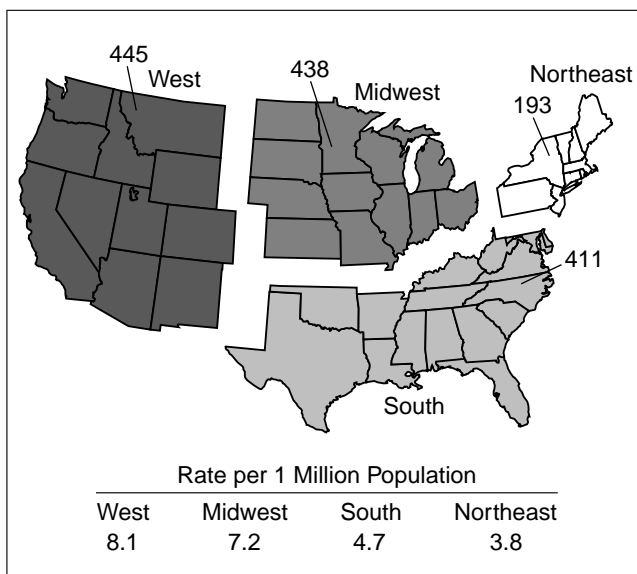 445
West
438
Midwest
Northeast
193
411
South
Rate per 1 Million Population
West Midwest South Northeast
8.1 7.2 4.7 3.8